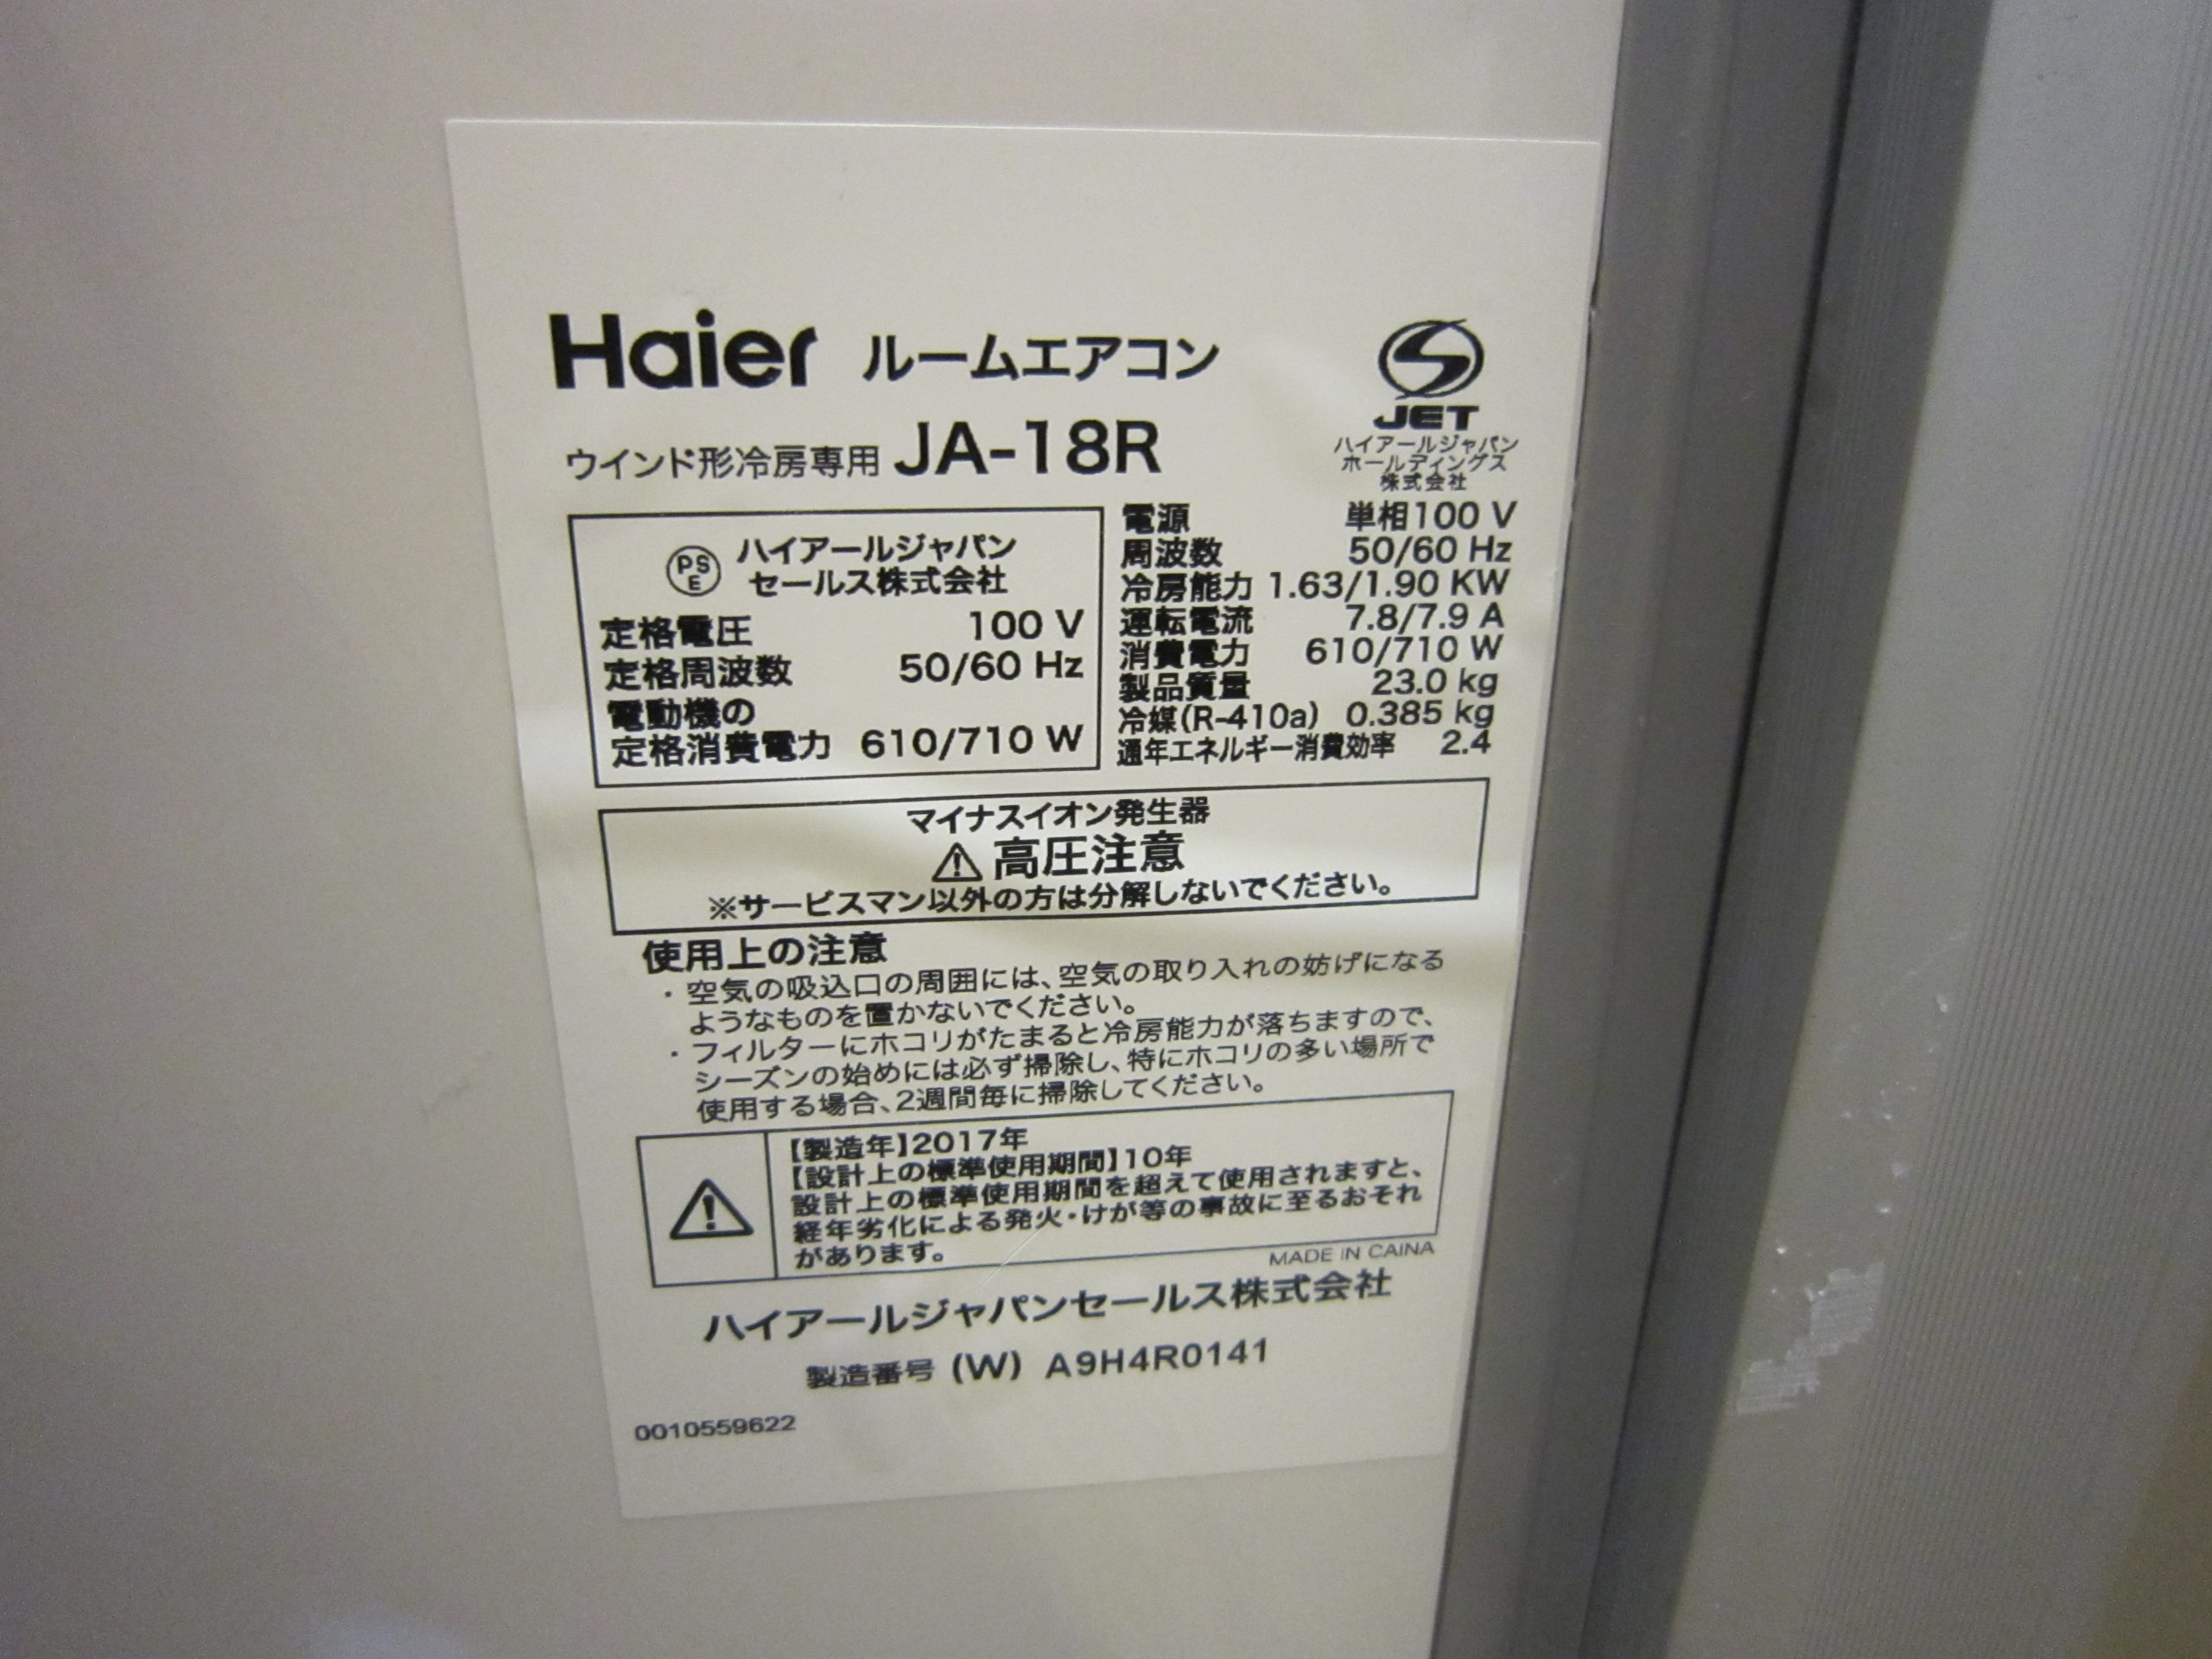 Haier ルームエアコン
JET
ウインド形冷房専用 JA-18R
ハイアールジャパン
ホールディングス
株式会社
PSE ハイアールジャパン
セールス株式会社
定格電圧 100 V
定格周波数 50/60 Hz
電動機の
定格消費電力 610/710 W
電源 単相100 V
周波数 50/60 Hz
冷房能力 1.63/1.90 KW
運転電流 7.8/7.9 A
消費電力 610/710 W
製品質量 23.0 kg
冷媒(R-410a) 0.385 kg
通年エネルギー消費効率 2.4
マイナスイオン発生器
⚠高圧注意
※サービスマン以外の方は分解しないでください。
使用上の注意
・空気の吸込口の周囲には、空気の取り入れの妨げになる
ようなものを置かないでください。
・フィルターにホコリがたまると冷房能力が落ちますので、
シーズンの始めには必ず掃除し、特にホコリの多い場所で
使用する場合、2週間毎に掃除してください。
【製造年】2017年
【設計上の標準使用期間】10年
設計上の標準使用期間を超えて使用されますと、
経年劣化による発火・けが等の事故に至るおそれ
があります。
MADE IN CAINA
ハイアールジャパンセールス株式会社
製造番号 (W) A9H4R0141
0010559622